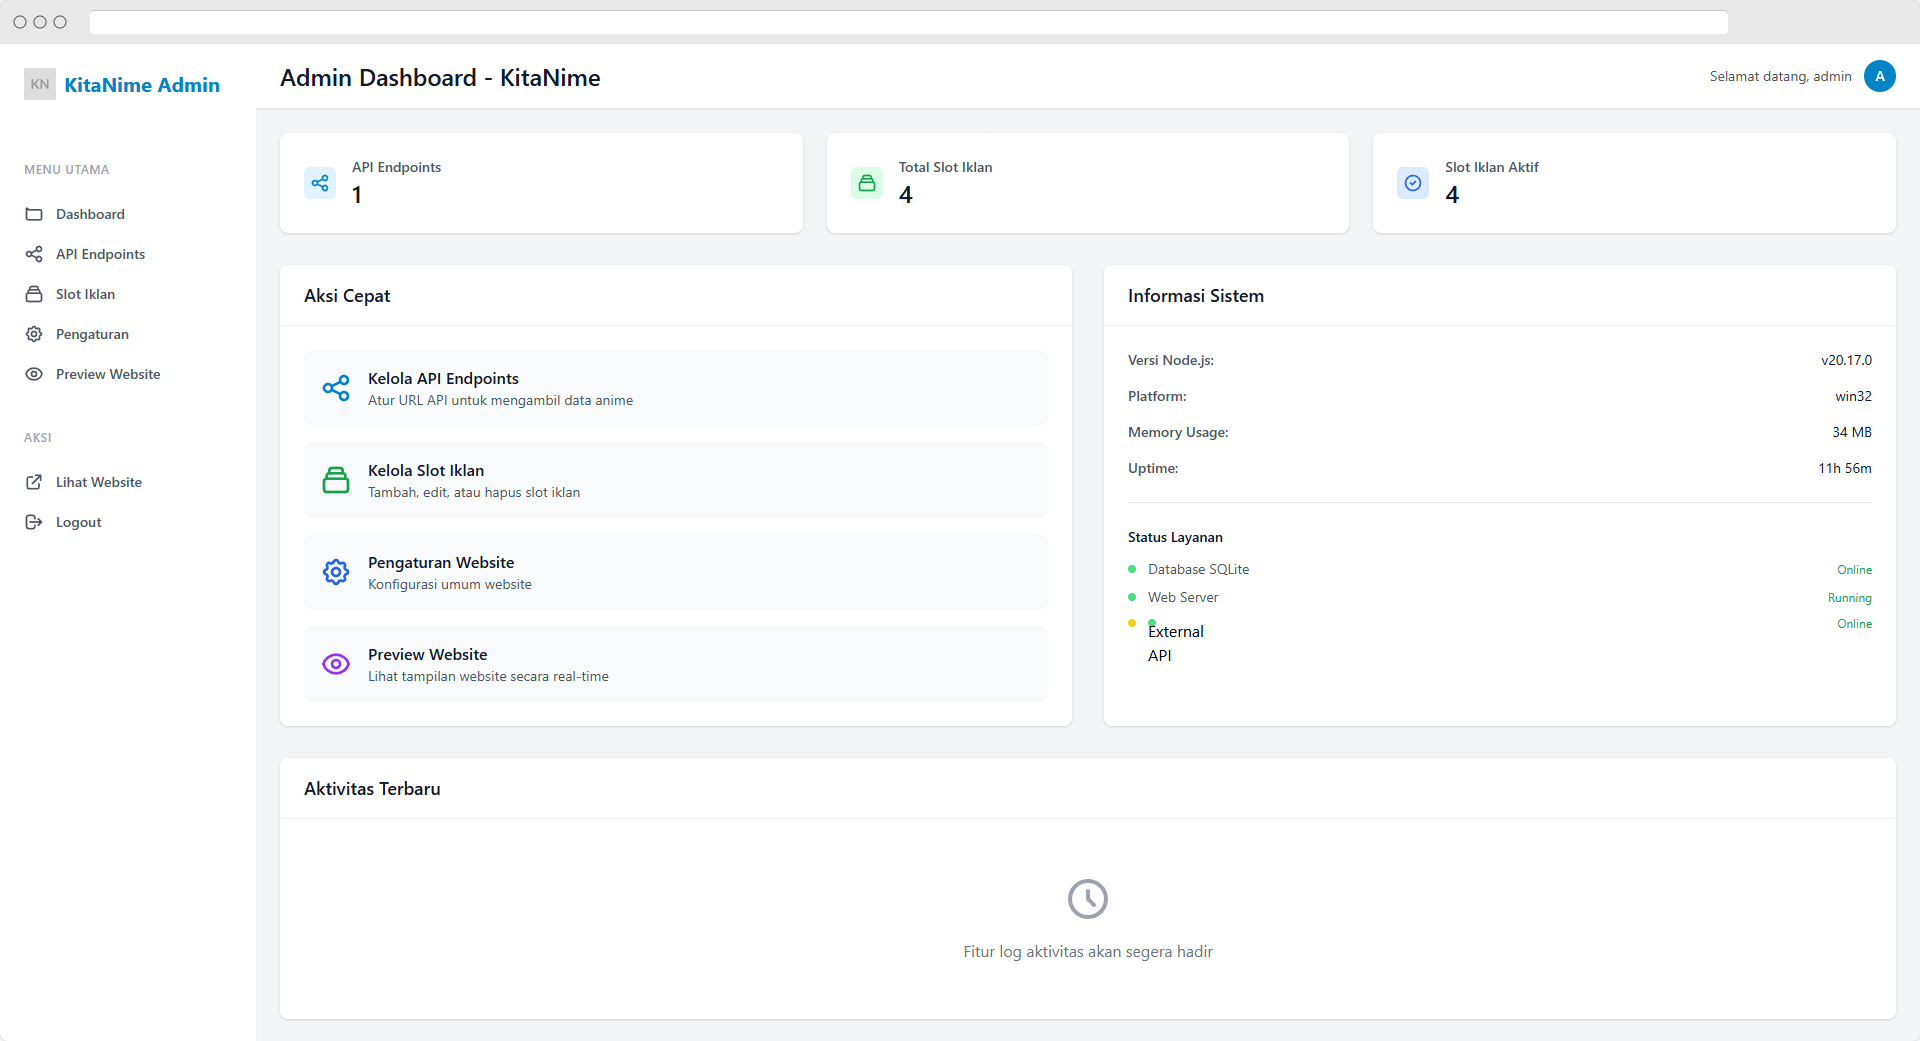 KN
KitaNime Admin
MENU UTAMA
Dashboard
API Endpoints
Slot Iklan
Pengaturan
Preview Website
AKSI
Lihat Website
Logout
Admin Dashboard - KitaNime
Selamat datang, admin
A
API Endpoints
1
Total Slot Iklan
4
Slot Iklan Aktif
4
Aksi Cepat
Kelola API Endpoints
Atur URL API untuk mengambil data anime
Kelola Slot Iklan
Tambah, edit, atau hapus slot iklan
Pengaturan Website
Konfigurasi umum website
Preview Website
Lihat tampilan website secara real-time
Informasi Sistem
Versi Node.js: v20.17.0
Platform: win32
Memory Usage: 34 MB
Uptime: 11h 56m
Status Layanan
Database SQLite Online
Web Server Running
External Online
API
Aktivitas Terbaru
Fitur log aktivitas akan segera hadir